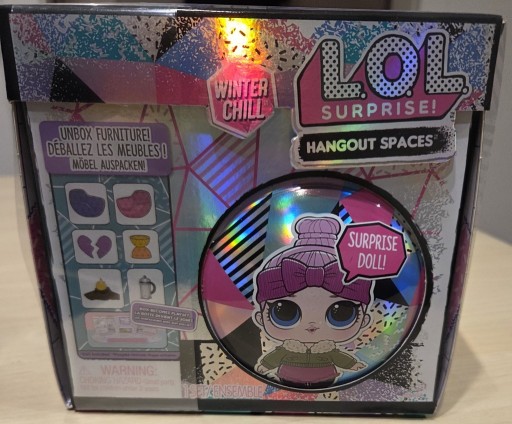 WINTER
CHILL
L.O.L.
SURPRISE!
HANGOUT SPACES
UNBOX FURNITURE!
DÉBALLEZ LES MEUBLES !
MÖBEL AUSPACKEN!
SURPRISE
DOLL!
WARNING: